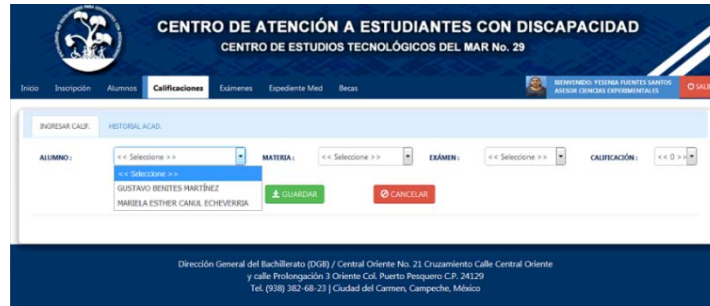 CENTRO DE ATENCIÓN A ESTUDIANTES CON DISCAPACIDAD
CENTRO DE ESTUDIOS TECNOLÓGICOS DEL MAR No. 29
Inicio Inscripción Alumnos Calificaciones Exámenes Expediente Med Becas
BIENVENIDO: YESENIA FUENTES SANTOS
ASESOR CIENCIAS EXPERIMENTALES
SALIR
INGRESAR CALIF. HISTORIAL ACAD.
ALUMNO: << Seleccione >> MATERIA: << Seleccione >> EXÁMEN: << Seleccione >> CALIFICACIÓN: << 0 >>
<< Seleccione >>
GUSTAVO BENITES MARTÍNEZ
MARIELA ESTHER CANUL ECHEVERRIA
GUARDAR CANCELAR
Dirección General del Bachillerato (DGB) / Central Oriente No. 21 Cruzamiento Calle Central Oriente
y calle Prolongación 3 Oriente Col. Puerto Pesquero C.P. 24129
Tel. (938) 382-68-23 | Ciudad del Carmen, Campeche, México